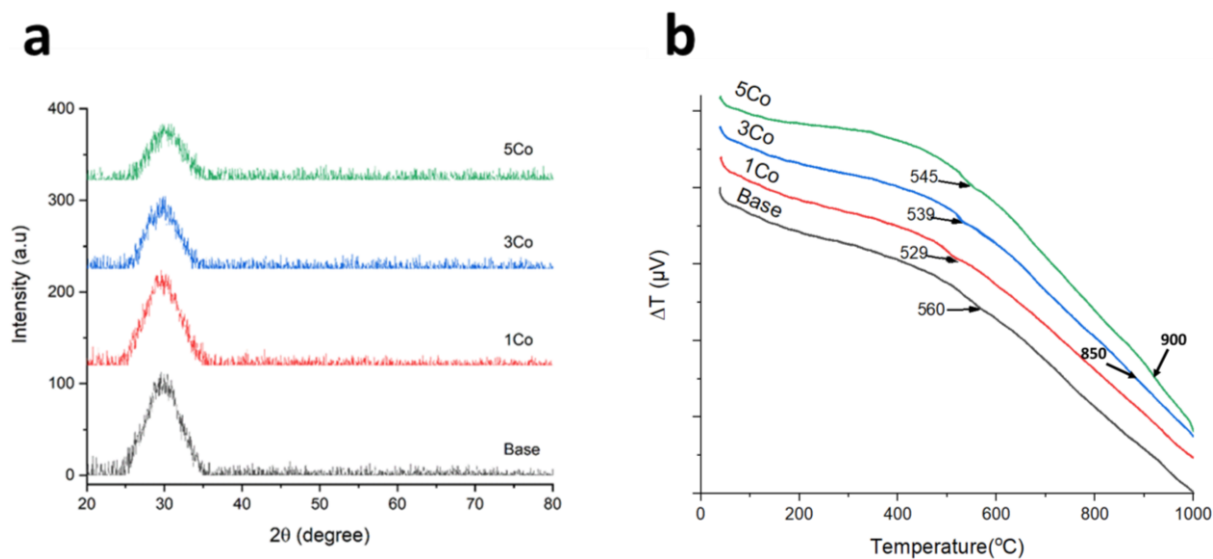 a
400
300
200
100
0
Intensity (a.u)
5Co
3Co
1Co
Base
20 30 40 50 60 70 80
2θ (degree)
b
5Co
3Co
1Co
Base
545
539
529
560
850
900
ΔT (µV)
0 200 400 600 800 1000
Temperature(°C)